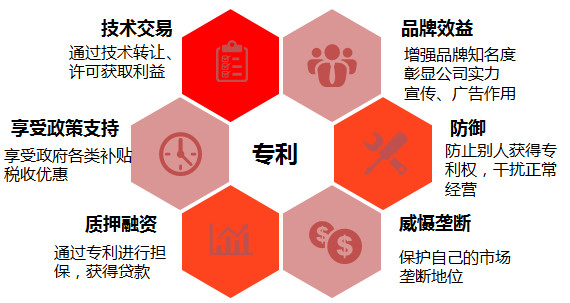 技术交易
通过技术转让、
许可获取利益
品牌效益
增强品牌知名度
彰显公司实力
宣传、广告作用
享受政策支持
享受政府各类补贴
税收优惠
专利
防御
防止别人获得专
利权，干扰正常
经营
质押融资
通过专利进行担
保，获得贷款
威慑垄断
保护自己的市场
垄断地位